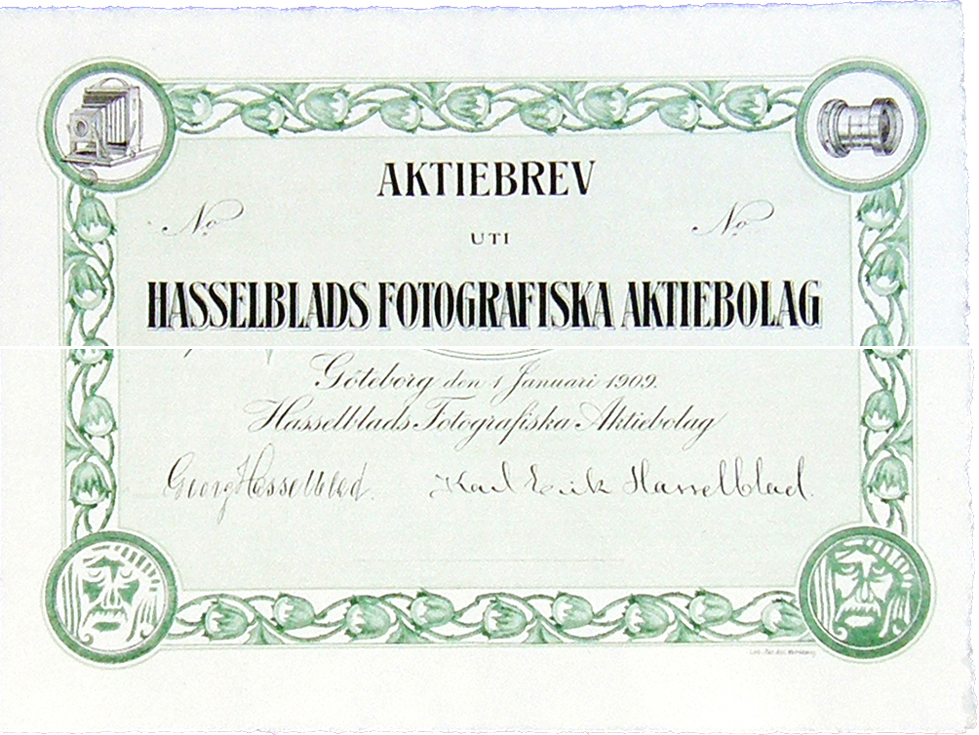 AKTIEBREV
No No
UTI
HASSELBLADS FOTOGRAFISKA AKTIEBOLAG
Göteborg den 1 Januari 1909.
Hasselblads Fotografiska Aktiebolag
Georg Hasselblad. Karl Erik Hasselblad.